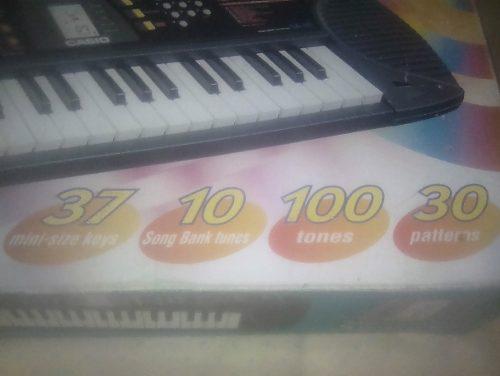 CASIO
37 10 100 30
mini-size keys Song Bank tunes tones patterns